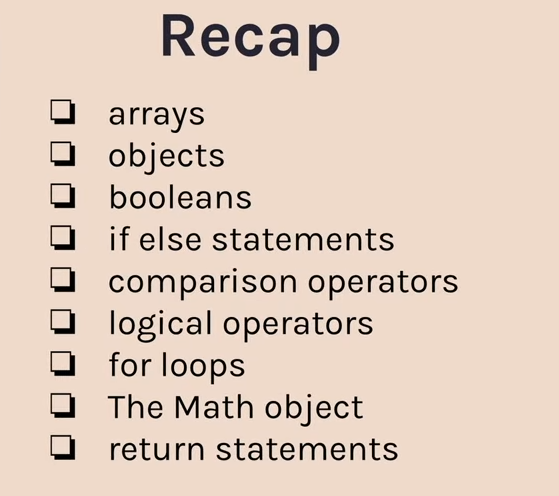 Recap
❏ arrays
❏ objects
❏ booleans
❏ if else statements
❏ comparison operators
❏ logical operators
❏ for loops
❏ The Math object
❏ return statements